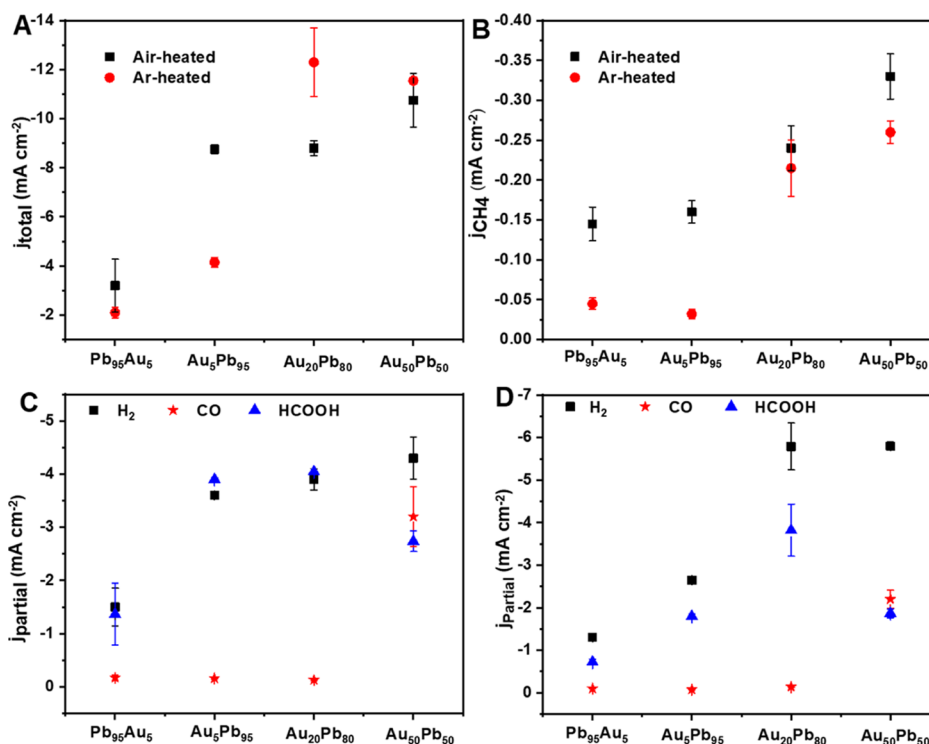 A
-14
-12
-10
-8
-6
-4
-2
jtotal (mA cm-2)
Air-heated
Ar-heated
Pb95Au5 Au5Pb95 Au20Pb80 Au50Pb50
B
-0.40
-0.35
-0.30
-0.25
-0.20
-0.15
-0.10
-0.05
0.00
jCH4 (mA cm-2)
Air-heated
Ar-heated
Pb95Au5 Au5Pb95 Au20Pb80 Au50Pb50
C
-5
-4
-3
-2
-1
0
jpartial (mA cm-2)
H2 CO HCOOH
Pb95Au5 Au5Pb95 Au20Pb80 Au50Pb50
D
-7
-6
-5
-4
-3
-2
-1
0
jPartial (mA cm-2)
H2 CO HCOOH
Pb95Au5 Au5Pb95 Au20Pb80 Au50Pb50